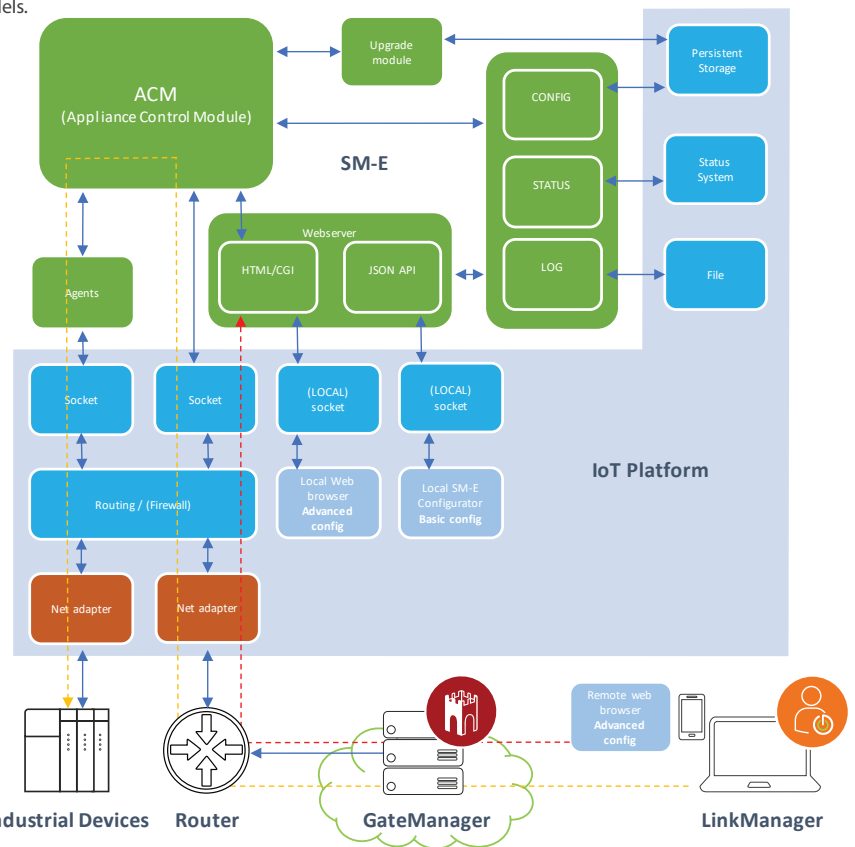 dels.
Upgrade
module
Persistent
Storage
ACM
(Appliance Control Module)
CONFIG
SM-E
Status
System
STATUS
Webserver
HTML/CGI
JSON API
LOG
File
Agents
Socket
Socket
(LOCAL)
socket
(LOCAL)
socket
IoT Platform
Local Web
browser
Advanced
config
Local SM-E
Configurator
Basic config
Routing / (Firewall)
Net adapter
Net adapter
Remote web
browser
Advanced
config
ndustrial Devices
Router
GateManager
LinkManager